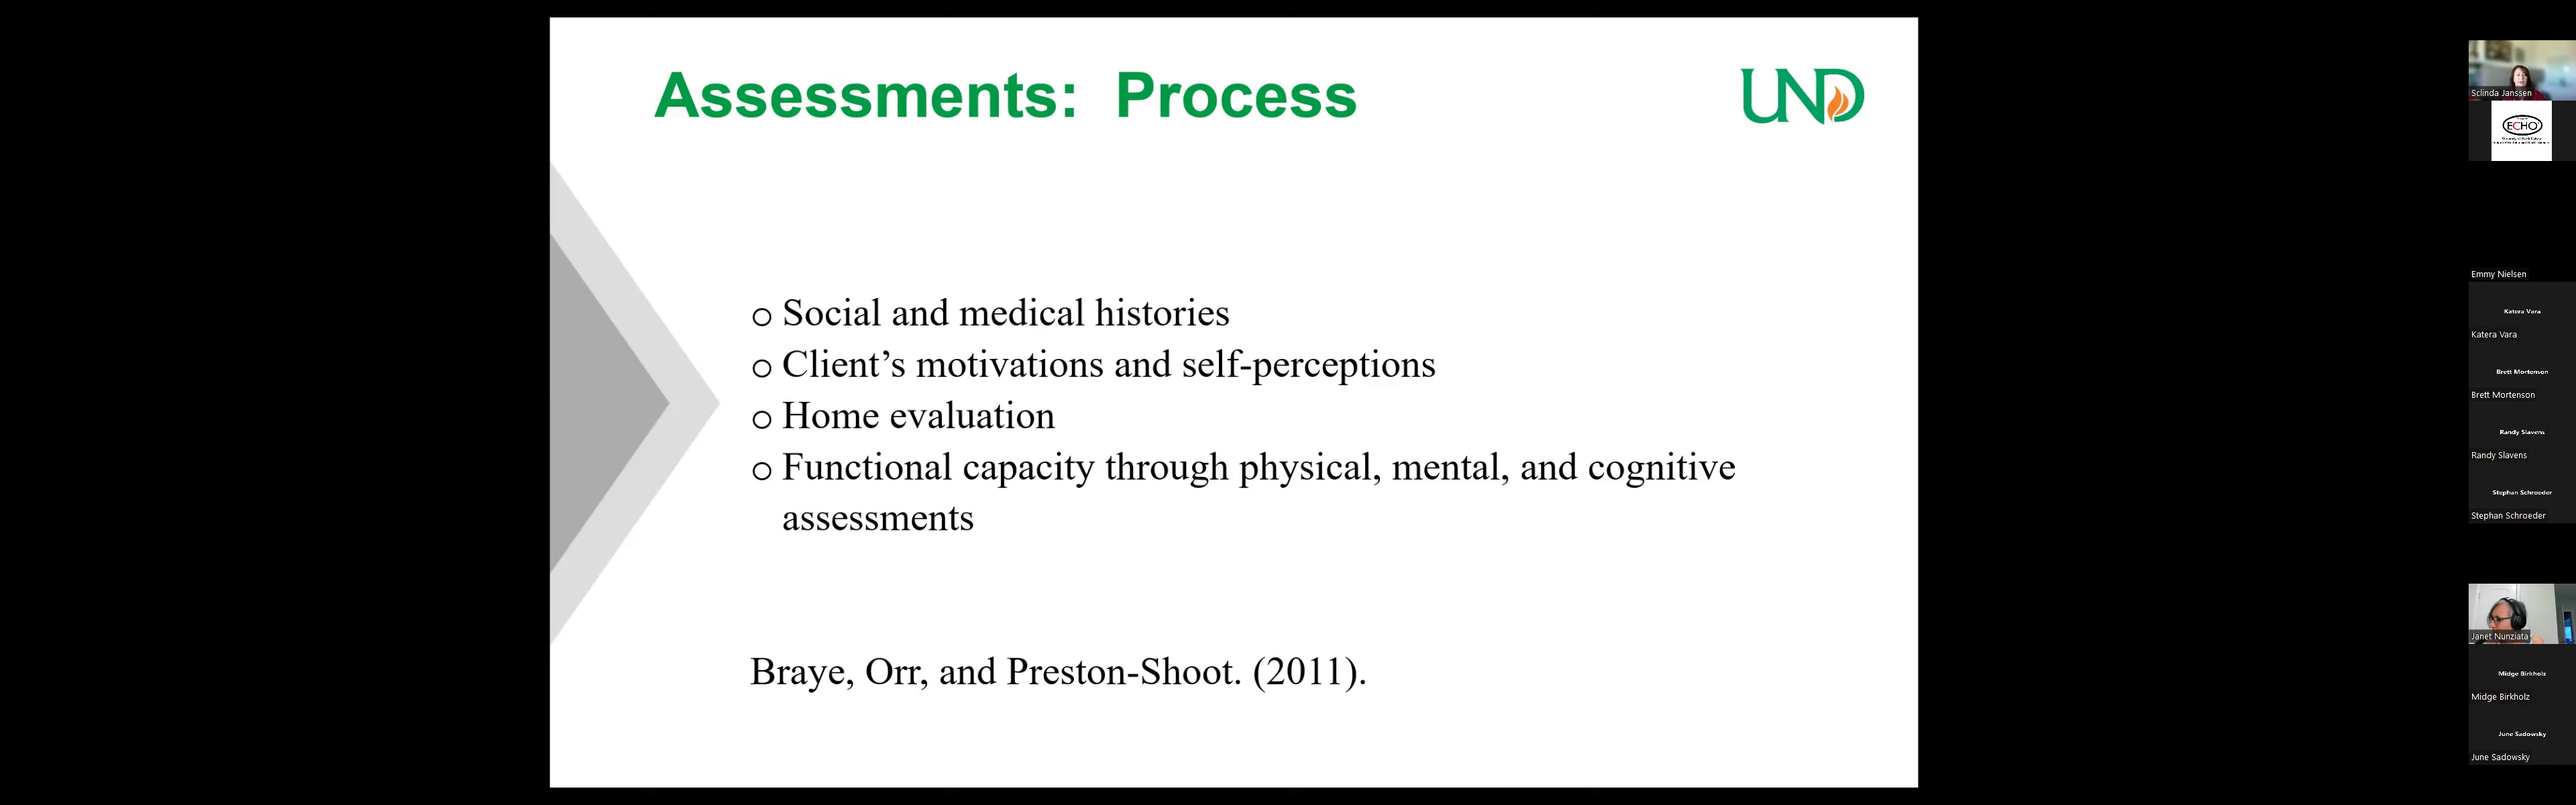 Assessments: Process
UND
o Social and medical histories
o Client’s motivations and self-perceptions
o Home evaluation
o Functional capacity through physical, mental, and cognitive
assessments
Braye, Orr, and Preston-Shoot. (2011).
Sclinda Janssen
ECHO
Emmy Nielsen
Katera Vara
Katera Vara
Brett Mortenson
Brett Mortenson
Randy Slavens
Randy Slavens
Stephan Schroeder
Stephan Schroeder
Janet Nunziata
Midge Birkholz
Midge Birkholz
June Sadowsky
June Sadowsky